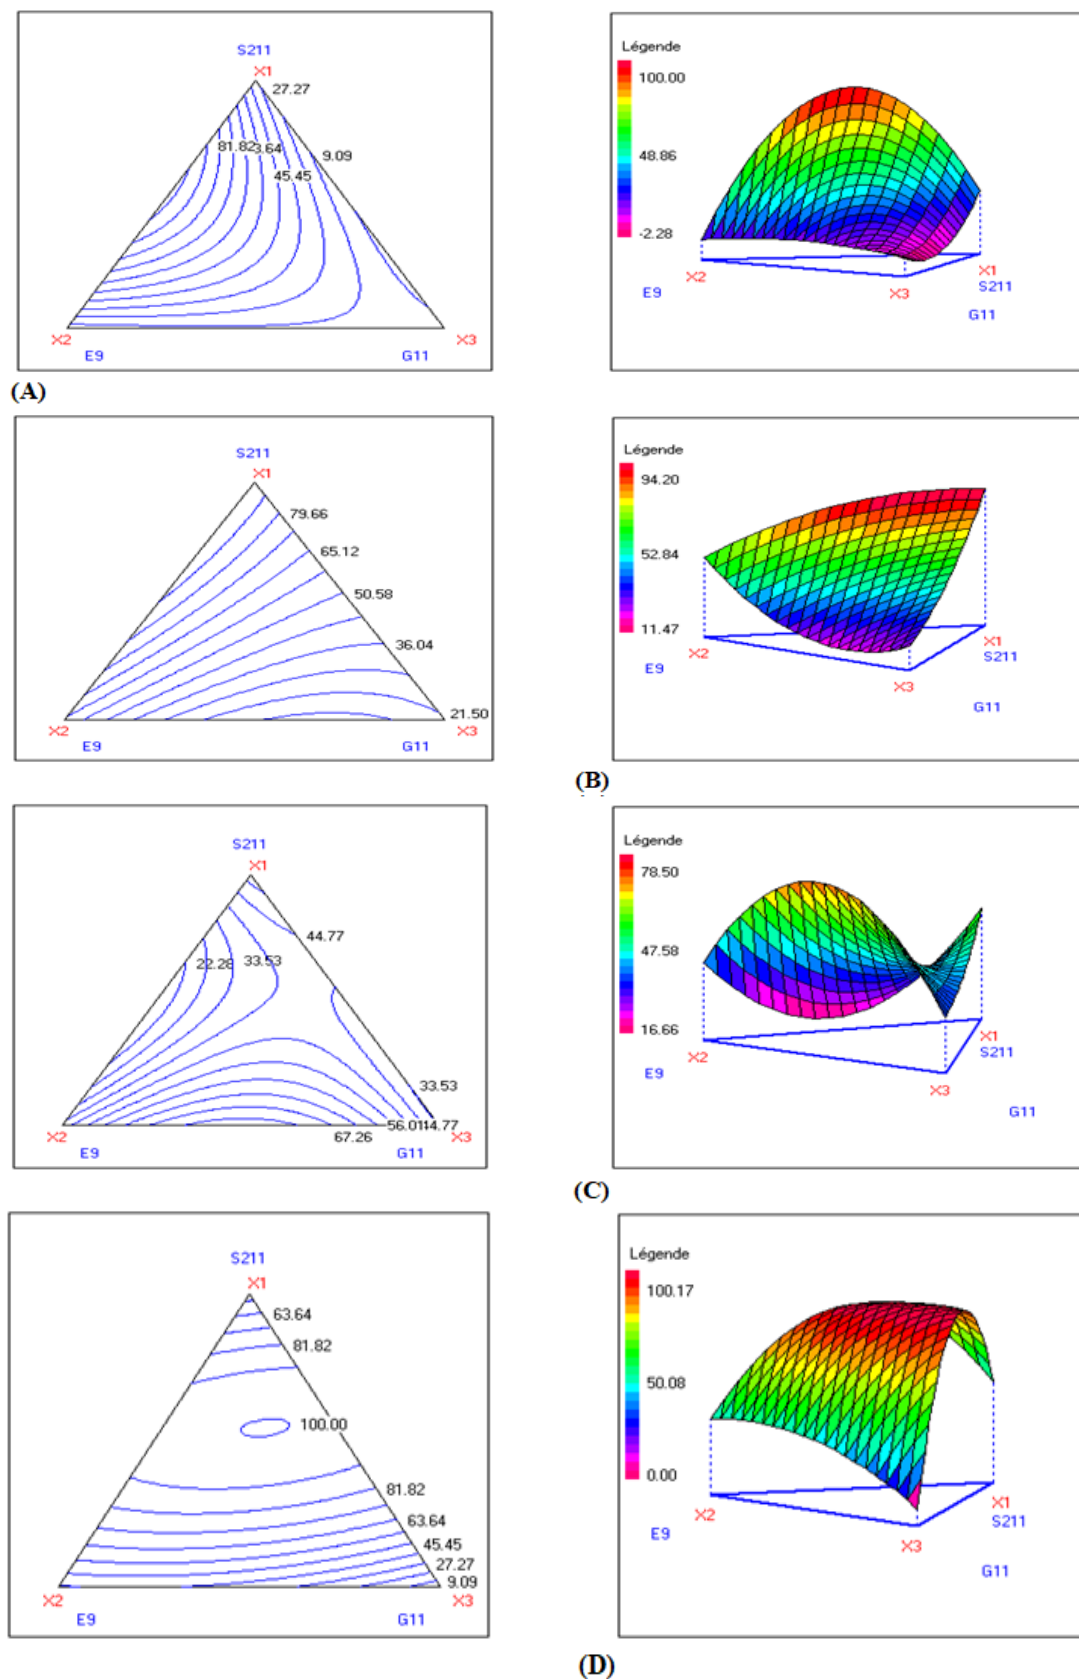 S211
X1
27.27
81.82
3.64
9.09
45.45
X2
X3
E9
G11
Légende
100.00
48.86
-2.28
X2
X1
E9
S211
X3
G11
(A)
S211
X1
79.66
65.12
50.58
36.04
21.50
X2
X3
E9
G11
Légende
94.20
52.84
11.47
X2
X1
E9
S211
X3
G11
(B)
S211
X1
44.77
22.28
33.53
33.53
56.01
14.77
67.26
X2
X3
E9
G11
Légende
78.50
47.58
16.66
X2
X1
E9
S211
X3
G11
(C)
S211
X1
63.64
81.82
100.00
81.82
63.64
45.45
27.27
9.09
X2
X3
E9
G11
Légende
100.17
50.08
0.00
X2
X1
E9
S211
X3
G11
(D)